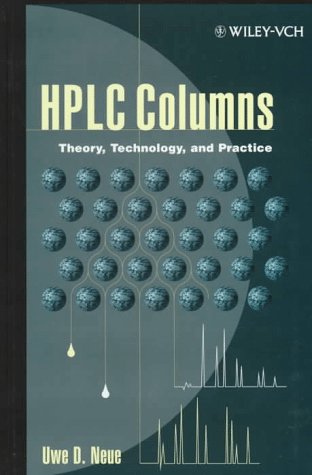 WILEY-VCH
HPLC Columns
Theory, Technology, and Practice
Uwe D. Neue